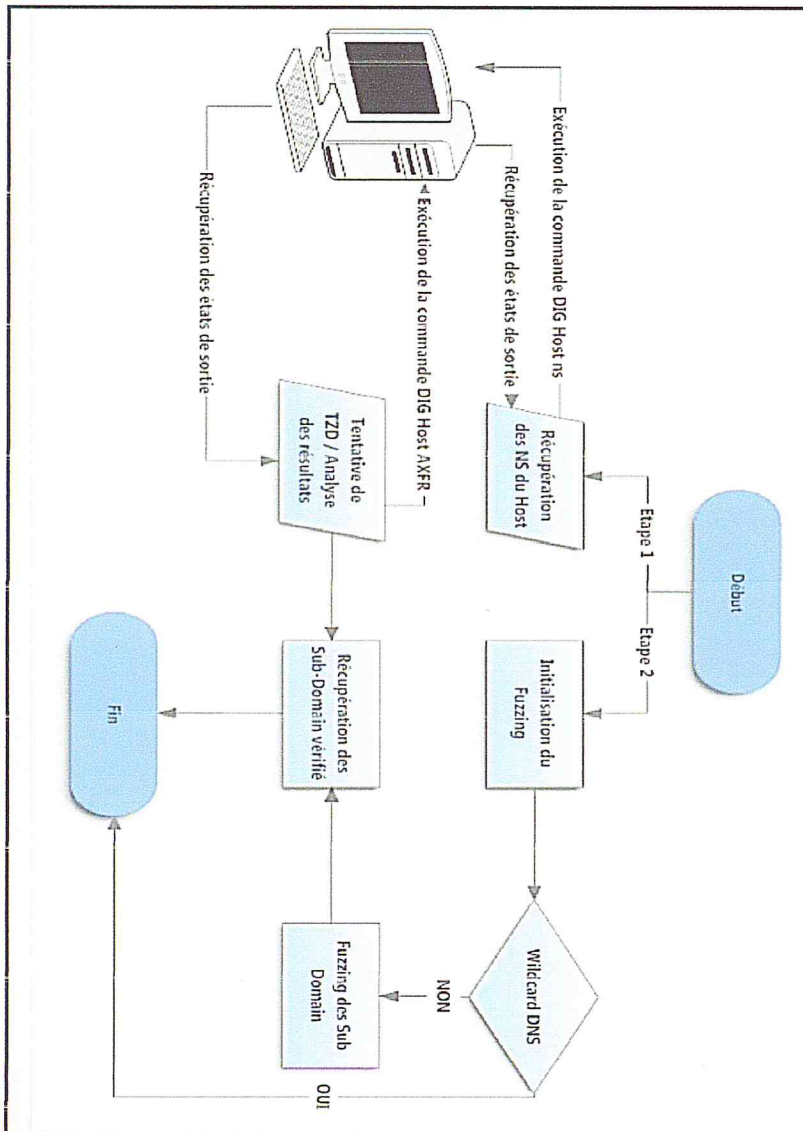 Début
Etape 1
Etape 2
Exécution de la commande DIG Host ns
Récupération des états de sortie
Récupération
des NS du Host
Initialisation du
Fuzzing
Wildcard DNS
Exécution de la commande DIG Host AXFR
NON
OUI
Récupération des états de sortie
Tentative de
TZD / Analyse
des résultats
Récupération des
Sub-Domain vérifié
Fuzzing des Sub
Domain
Fin